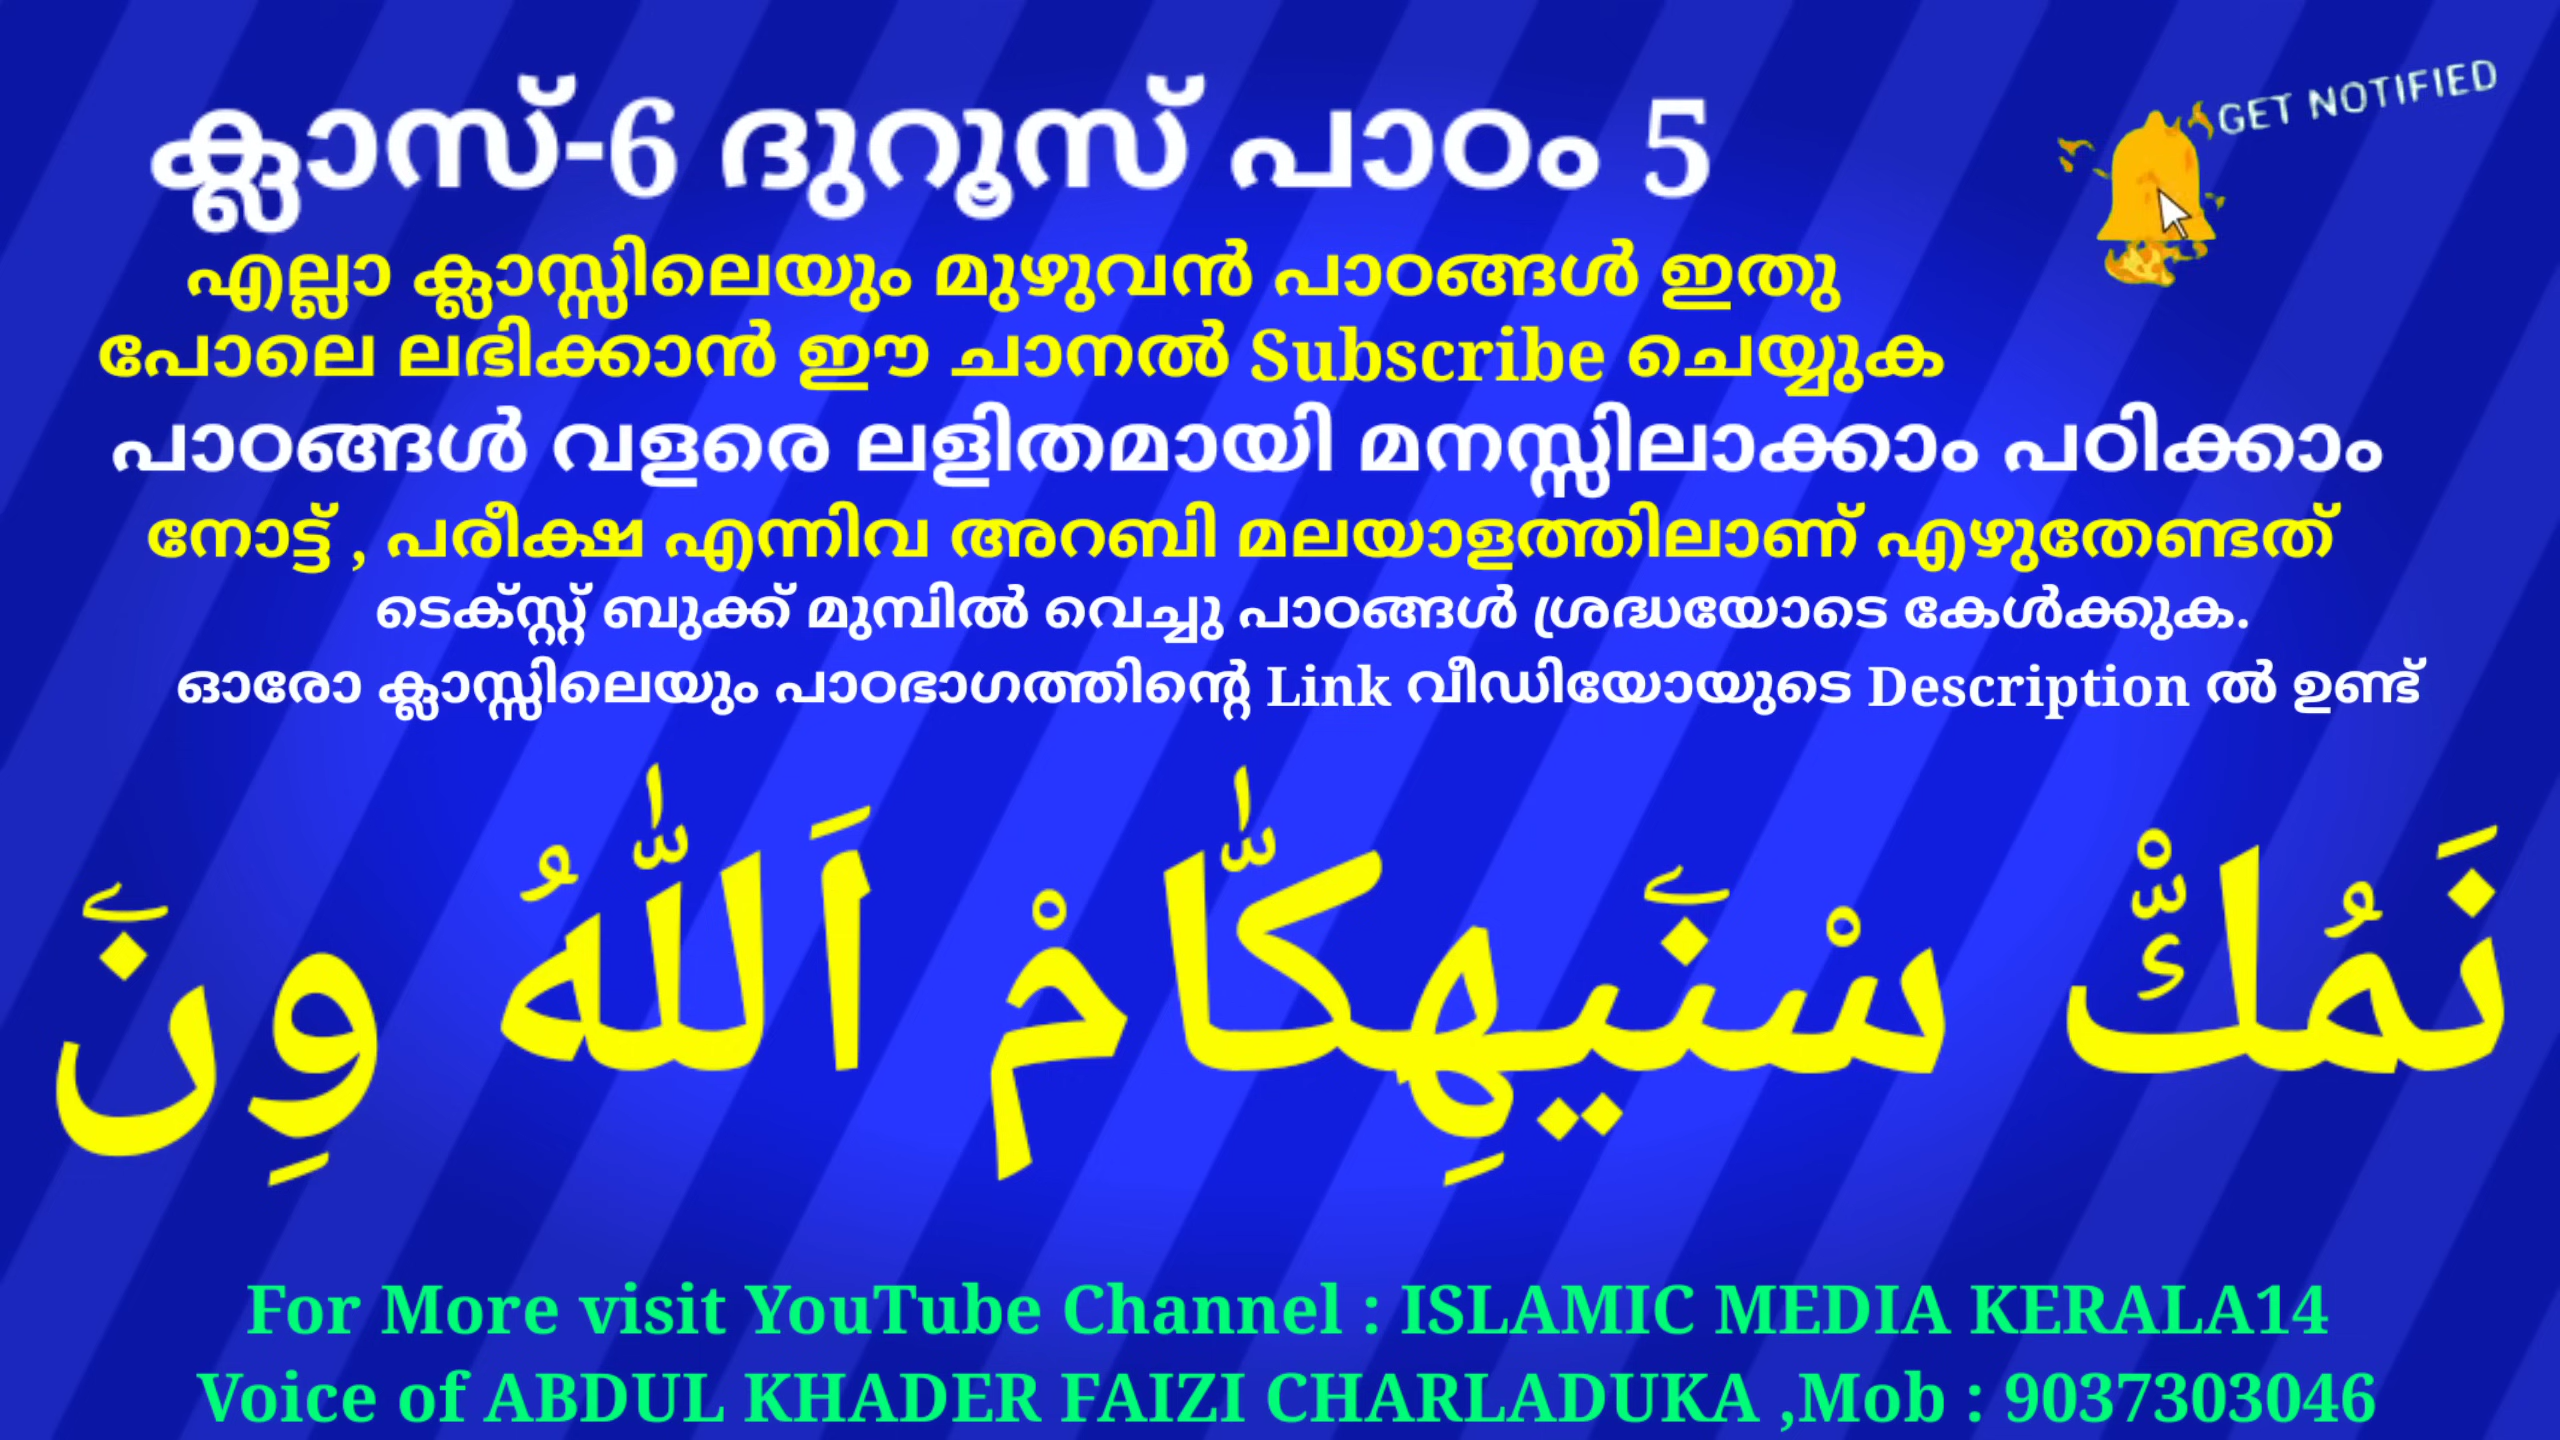 ക്ലാസ്-6 ദുറൂസ് പാഠം 5
GET NOTIFIED
എല്ലാ ക്ലാസ്സിലെയും മുഴുവൻ പാഠങ്ങൾ ഇതു
പോലെ ലഭിക്കാൻ ഈ ചാനൽ Subscribe ചെയ്യുക
പാഠങ്ങൾ വളരെ ലളിതമായി മനസ്സിലാക്കാം പഠിക്കാം
നോട്ട് , പരീക്ഷ എന്നിവ അറബി മലയാളത്തിലാണ് എഴുതേണ്ടത്
ടെക്സ്റ്റ് ബുക്ക് മുമ്പിൽ വെച്ചു പാഠങ്ങൾ ശ്രദ്ധയോടെ കേൾക്കുക.
ഓരോ ക്ലാസ്സിലെയും പാഠഭാഗത്തിന്റെ Link വീഡിയോയുടെ Description ൽ ഉണ്ട്
نَمُكّْ سْنَيهِكّٰامْ اَللّٰهُ وِنَ
For More visit YouTube Channel : ISLAMIC MEDIA KERALA14
Voice of ABDUL KHADER FAIZI CHARLADUKA ,Mob : 9037303046